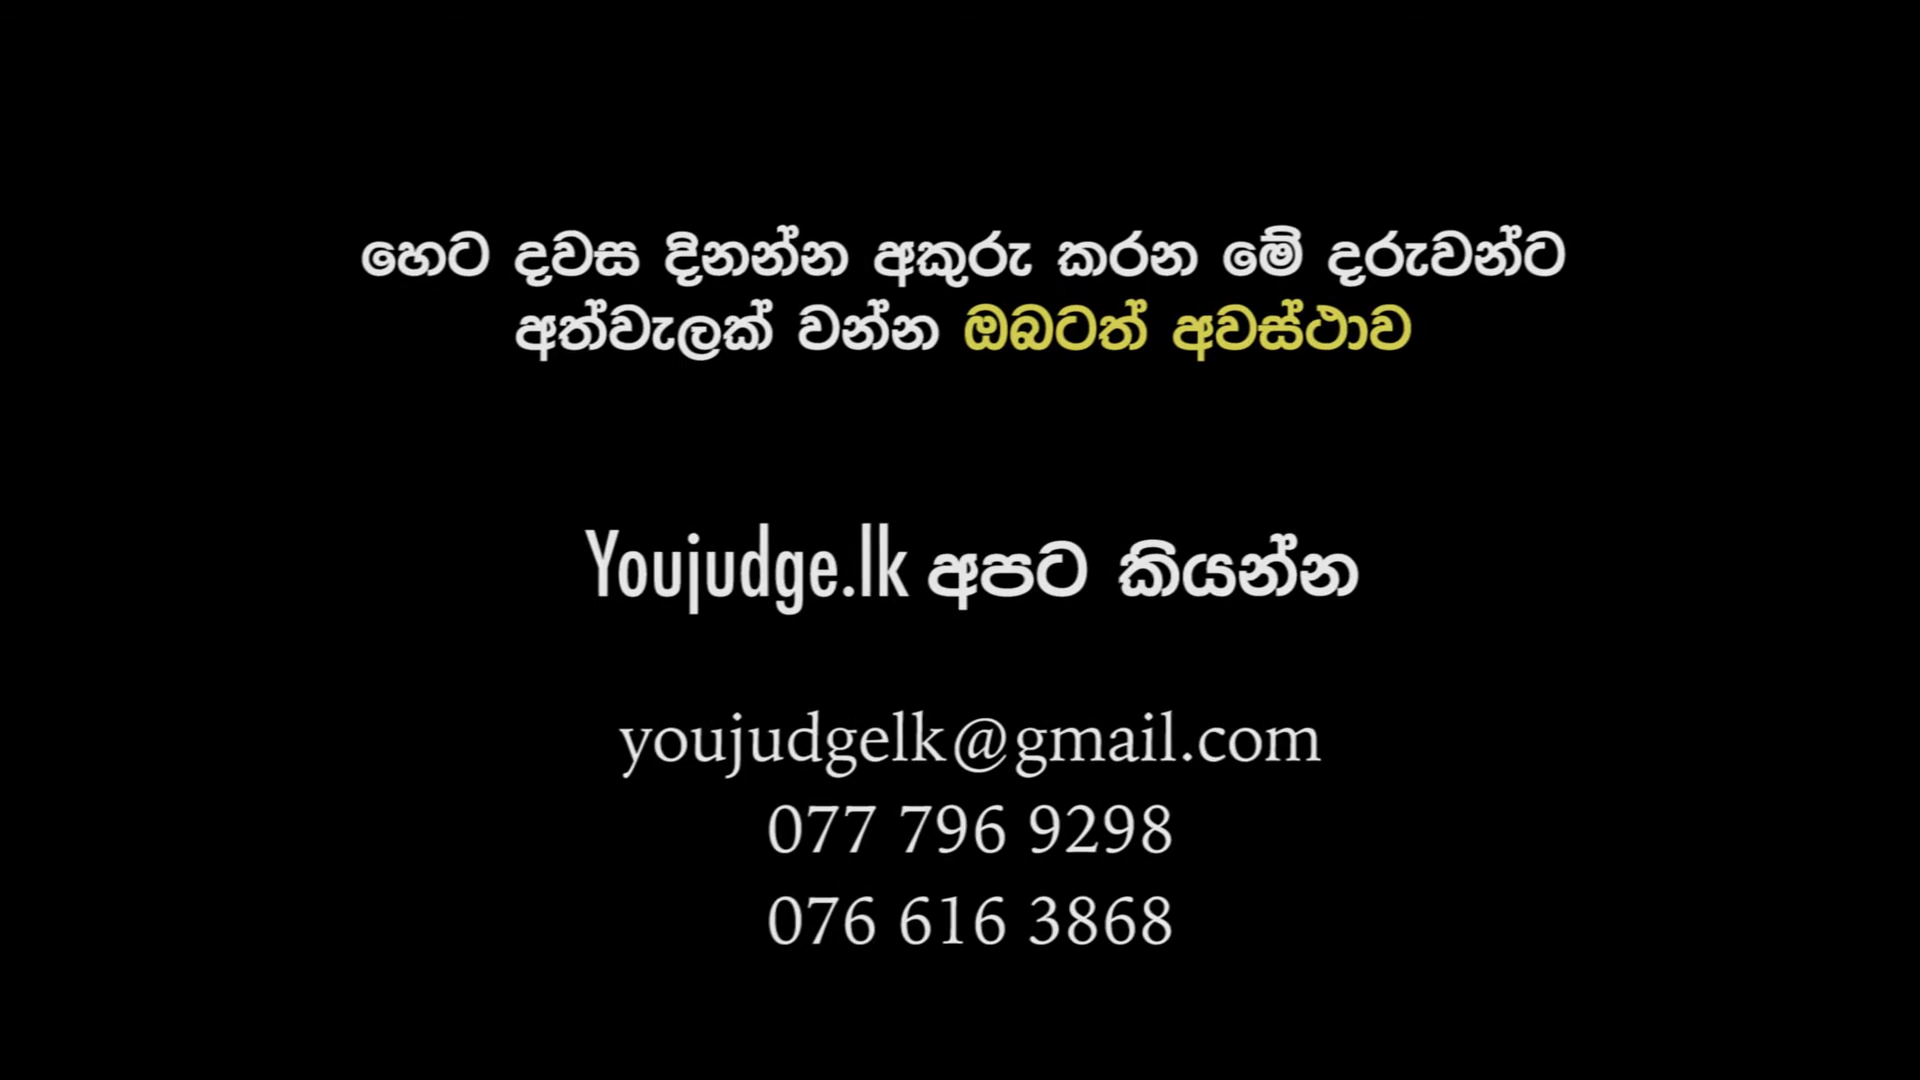 හෙට දවස දිනන්න අකුරු කරන මේ දරුවන්ට
අත්වැලක් වන්න ඔබටත් අවස්ථාව
Youjudge.lk අපට කියන්න
youjudgelk@gmail.com
077 796 9298
076 616 3868